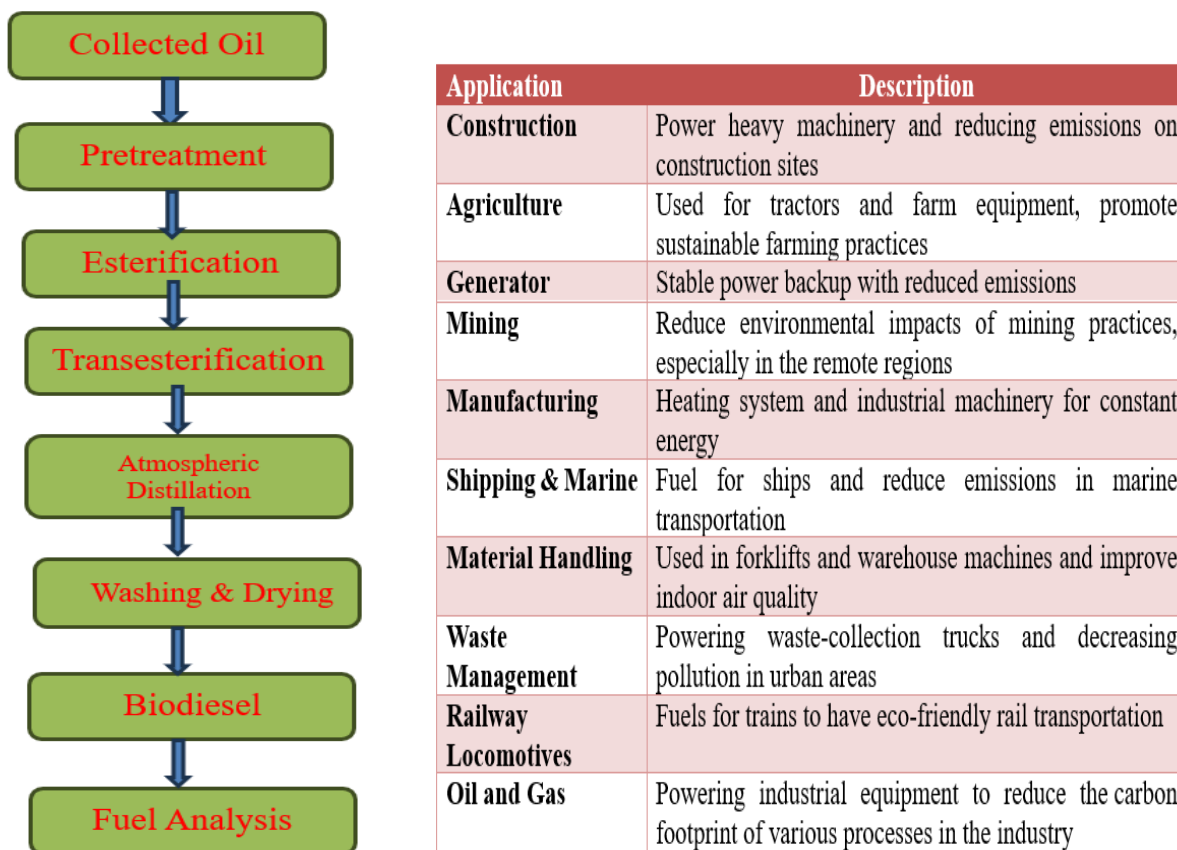 Collected Oil
Pretreatment
Esterification
Transesterification
Atmospheric
Distillation
Washing & Drying
Biodiesel
Fuel Analysis
Application Description
Construction Power heavy machinery and reducing emissions on
construction sites
Agriculture Used for tractors and farm equipment, promote
sustainable farming practices
Generator Stable power backup with reduced emissions
Mining Reduce environmental impacts of mining practices,
especially in the remote regions
Manufacturing Heating system and industrial machinery for constant
energy
Shipping & Marine Fuel for ships and reduce emissions in marine
transportation
Material Handling Used in forklifts and warehouse machines and improve
indoor air quality
Waste Powering waste-collection trucks and decreasing
Management pollution in urban areas
Railway Fuels for trains to have eco-friendly rail transportation
Locomotives
Oil and Gas Powering industrial equipment to reduce the carbon
footprint of various processes in the industry